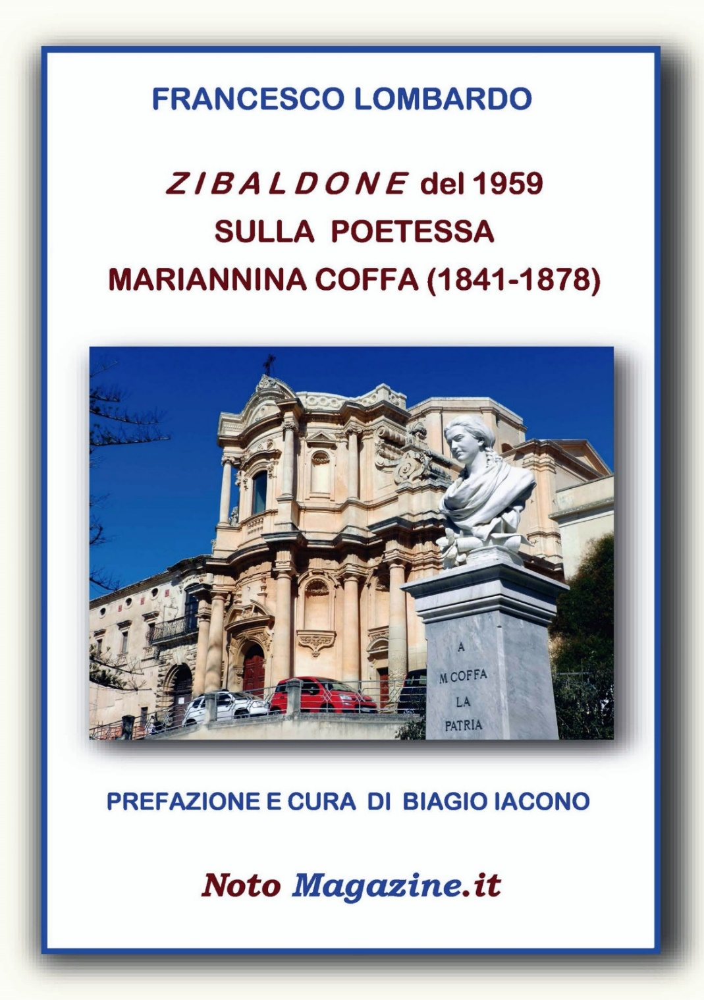 FRANCESCO LOMBARDO
ZIBALDONE del 1959
SULLA POETESSA
MARIANNINA COFFA (1841-1878)
A
M COFFA
LA
PATRIA
PREFAZIONE E CURA DI BIAGIO IACONO
Noto Magazine.it